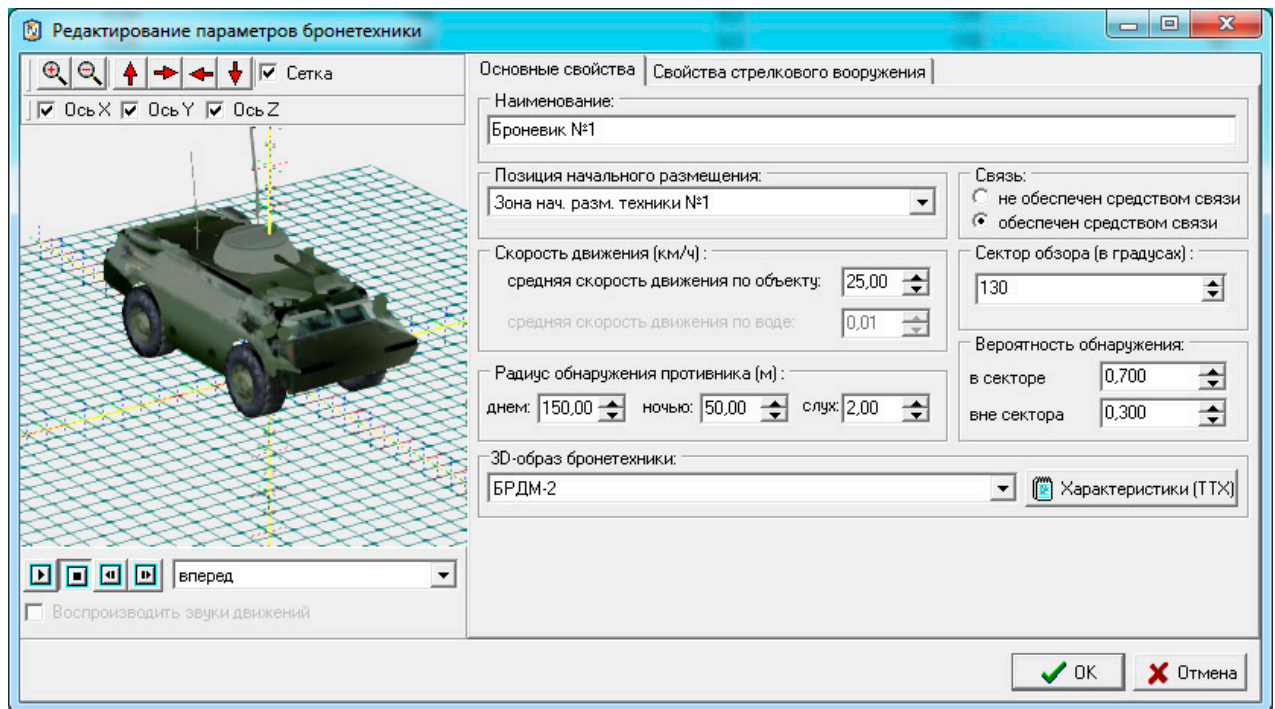 Редактирование параметров бронетехники
Сетка
Ось X Ось Y Ось Z
Основные свойства Свойства стрелкового вооружения
Наименование:
Броневик №1
Позиция начального размещения:
Зона нач. разм. техники №1
Связь:
не обеспечен средством связи
обеспечен средством связи
Скорость движения (км/ч) :
средняя скорость движения по объекту: 25,00
средняя скорость движения по воде: 0,01
Сектор обзора (в градусах) :
130
Радиус обнаружения противника (м) :
днем: 150,00 ночью: 50,00 слух: 2,00
Вероятность обнаружения:
в секторе 0,700
вне сектора 0,300
3D-образ бронетехники:
БРДМ-2 Характеристики (ТТХ)
вперед
Воспроизводить звуки движений
OK Отмена